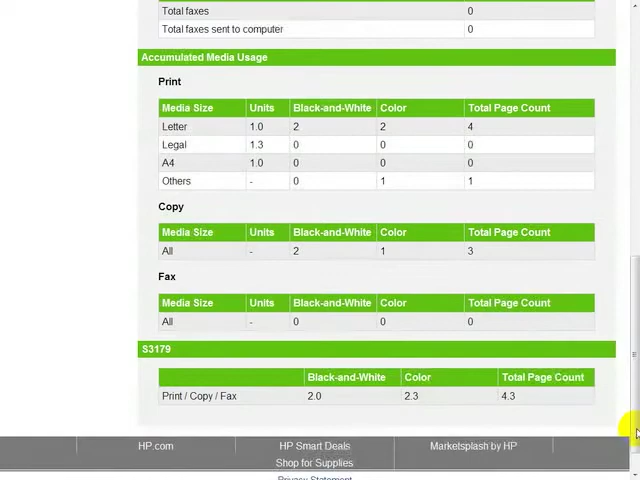 Total faxes 0
Total faxes sent to computer 0
Accumulated Media Usage
Print
Media Size Units Black-and-White Color Total Page Count
Letter 1.0 2 2 4
Legal 1.3 0 0 0
A4 1.0 0 0 0
Others - 0 1 1
Copy
Media Size Units Black-and-White Color Total Page Count
All - 2 1 3
Fax
Media Size Units Black-and-White Color Total Page Count
All - 0 0 0
S3179
Black-and-White Color Total Page Count
Print / Copy / Fax 2.0 2.3 4.3
HP.com HP Smart Deals Marketsplash by HP
Shop for Supplies
Privacy Statement